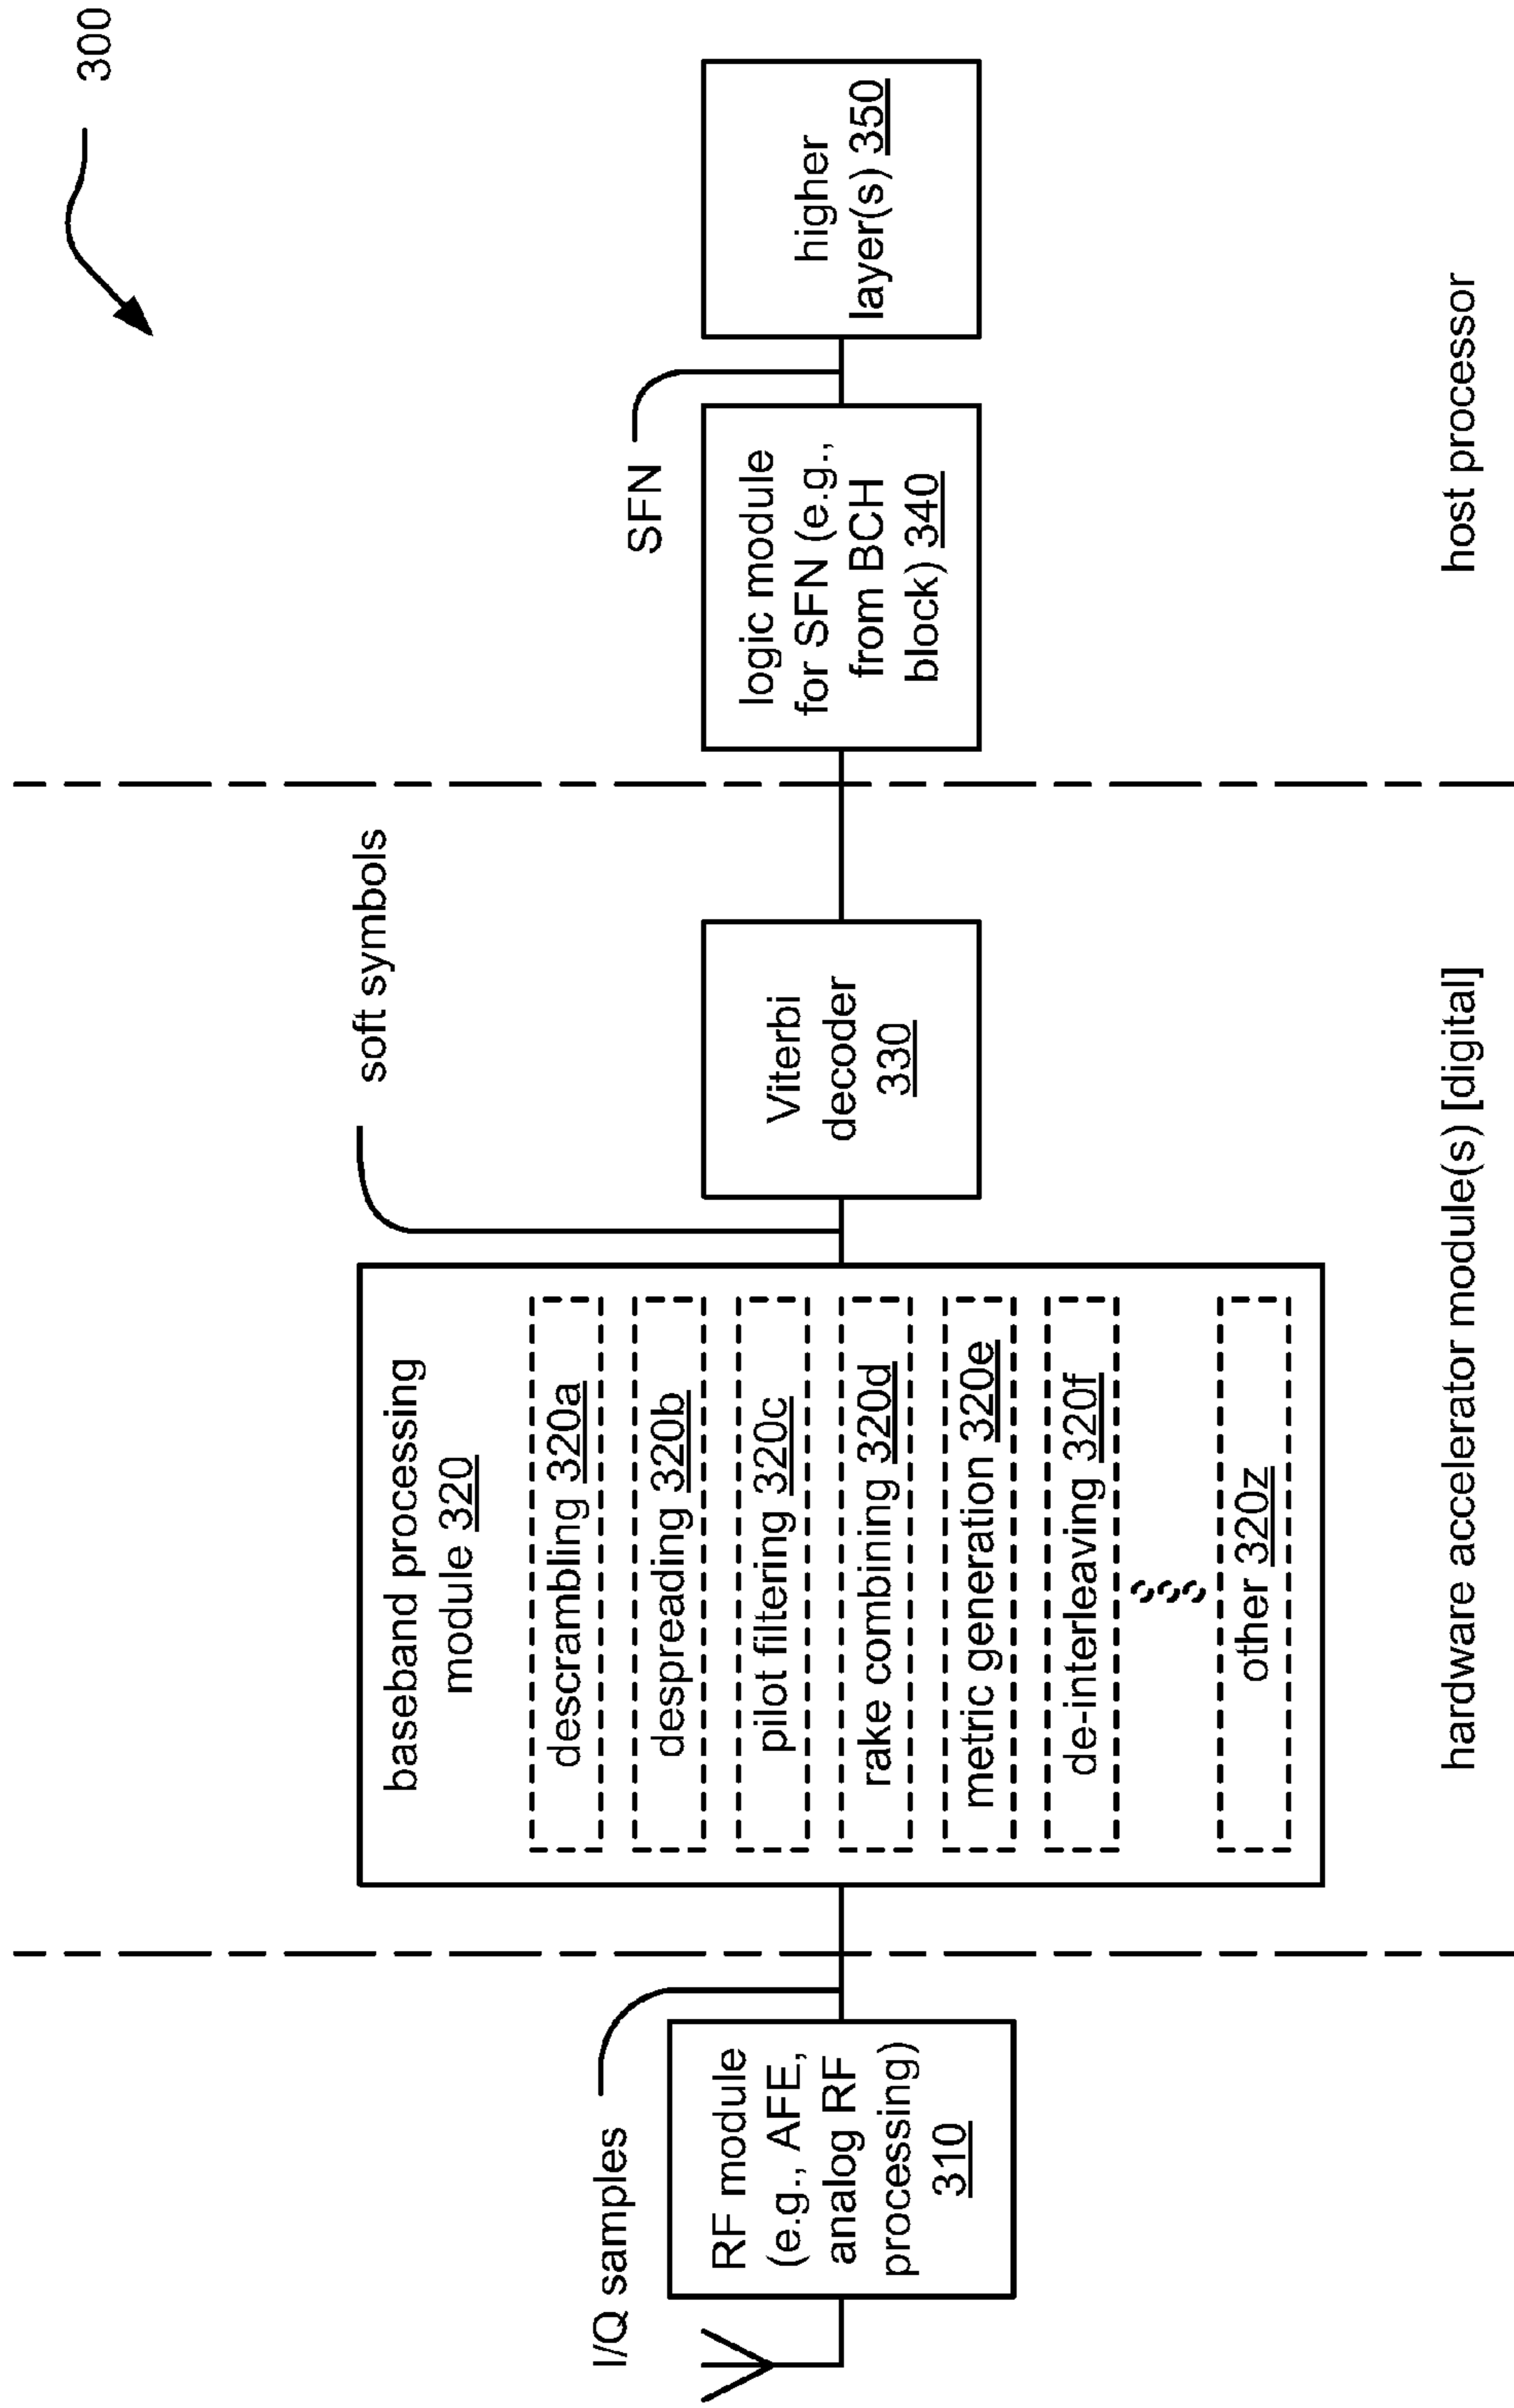 300
I/Q samples
RF module
(e.g., AFE,
analog RF
processing)
310
baseband processing
module 320
descrambling 320a
despreading 320b
pilot filtering 320c
rake combining 320d
metric generation 320e
de-interleaving 320f
other 320z
soft symbols
Viterbi
decoder
330
logic module
for SFN (e.g.,
from BCH
block) 340
SFN
higher
layer(s) 350
hardware accelerator module(s) [digital]
host processor